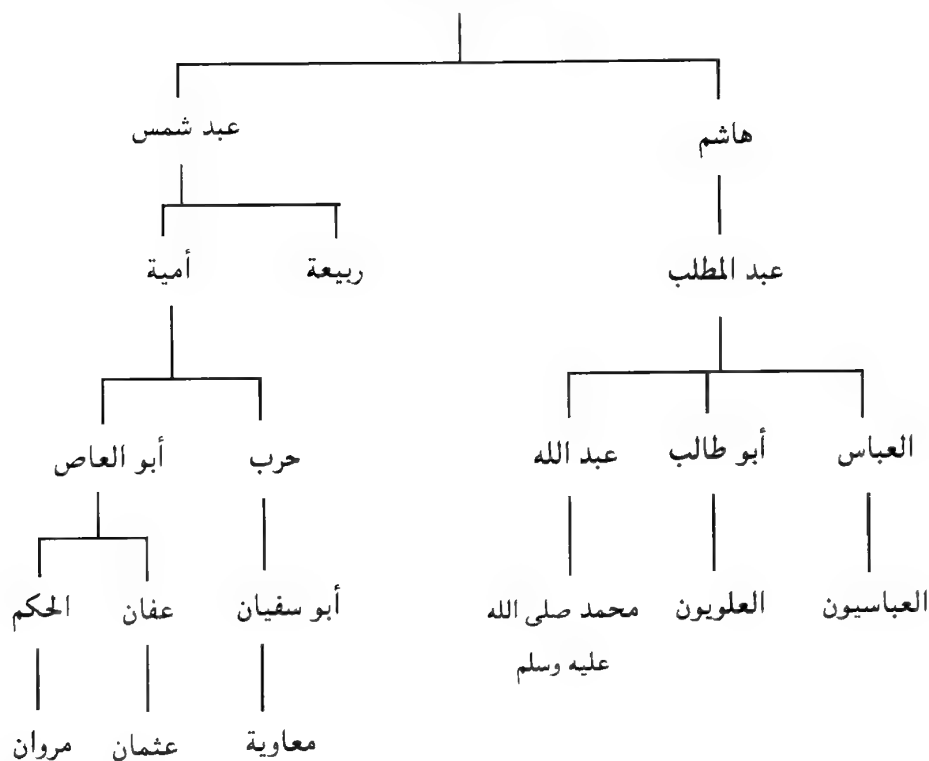 هاشم
عبد شمس
عبد المطلب
ربيعة
أمية
العباس
أبو طالب
عبد الله
حرب
أبو العاص
العباسيون
العلويون
محمد صلى الله
عليه وسلم
أبو سفيان
عفان
الحكم
معاوية
عثمان
مروان